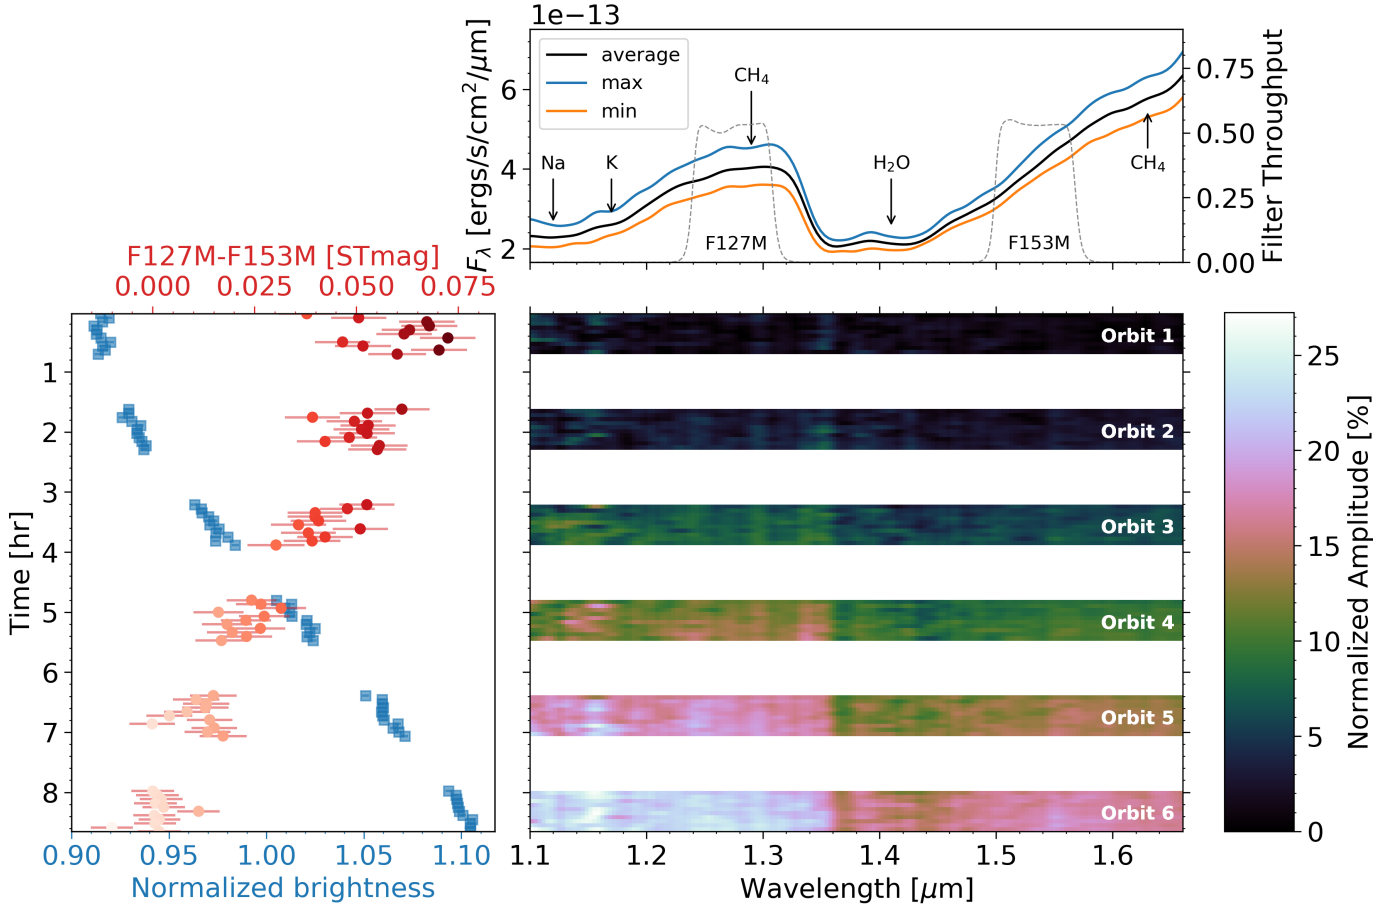 1e−13
F_λ [ergs/s/cm²/μm]
6
4
2
average
max
min
Na
K
CH₄
H₂O
CH₄
F127M
F153M
0.75
0.50
0.25
0.00
Filter Throughput
F127M-F153M [STmag]
0.000 0.025 0.050 0.075
Time [hr]
1
2
3
4
5
6
7
8
0.90 0.95 1.00 1.05 1.10
Normalized brightness
Orbit 1
Orbit 2
Orbit 3
Orbit 4
Orbit 5
Orbit 6
1.1 1.2 1.3 1.4 1.5 1.6
Wavelength [μm]
25
20
15
10
5
0
Normalized Amplitude [%]